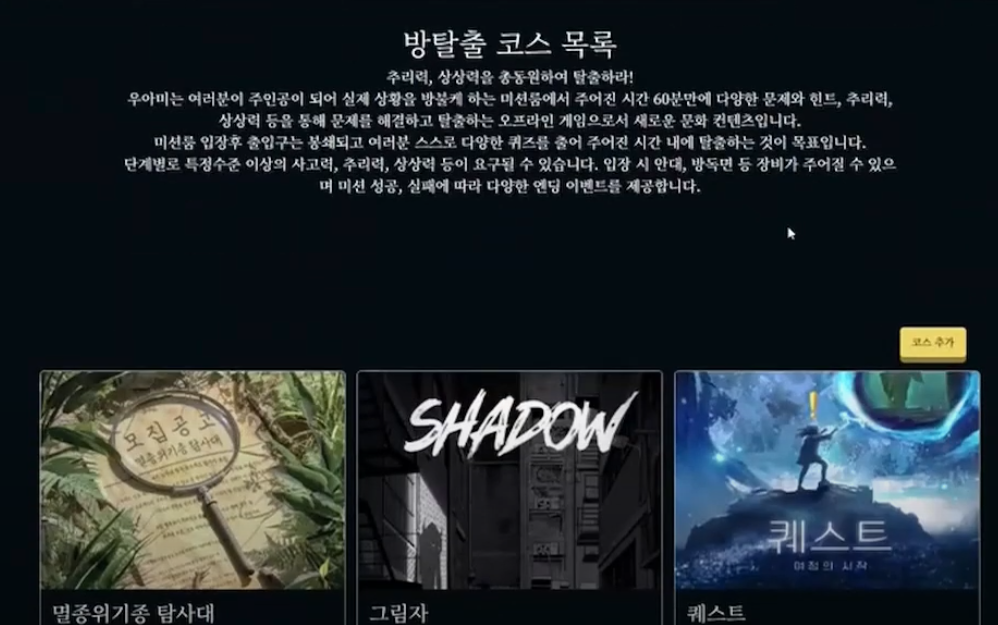 방탈출 코스 목록
추리력, 상상력을 총동원하여 탈출하라!
우아미는 여러분이 주인공이 되어 실제 상황을 방불케 하는 미션룸에서 주어진 시간 60분만에 다양한 문제와 힌트, 추리력,
상상력 등을 통해 문제를 해결하고 탈출하는 오프라인 게임으로서 새로운 문화 컨텐츠입니다.
미션룸 입장후 출입구는 봉쇄되고 여러분 스스로 다양한 퀴즈를 풀어 주어진 시간 내에 탈출하는 것이 목표입니다.
단계별로 특정수준 이상의 사고력, 추리력, 상상력 등이 요구될 수 있습니다. 입장 시 안대, 방독면 등 장비가 주어질 수 있으
며 미션 성공, 실패에 따라 다양한 엔딩 이벤트를 제공합니다.
코스 추가
모집공고
멸종위기종 탐사대
SHADOW
퀘스트
여정의 시작
멸종위기종 탐사대
그림자
퀘스트